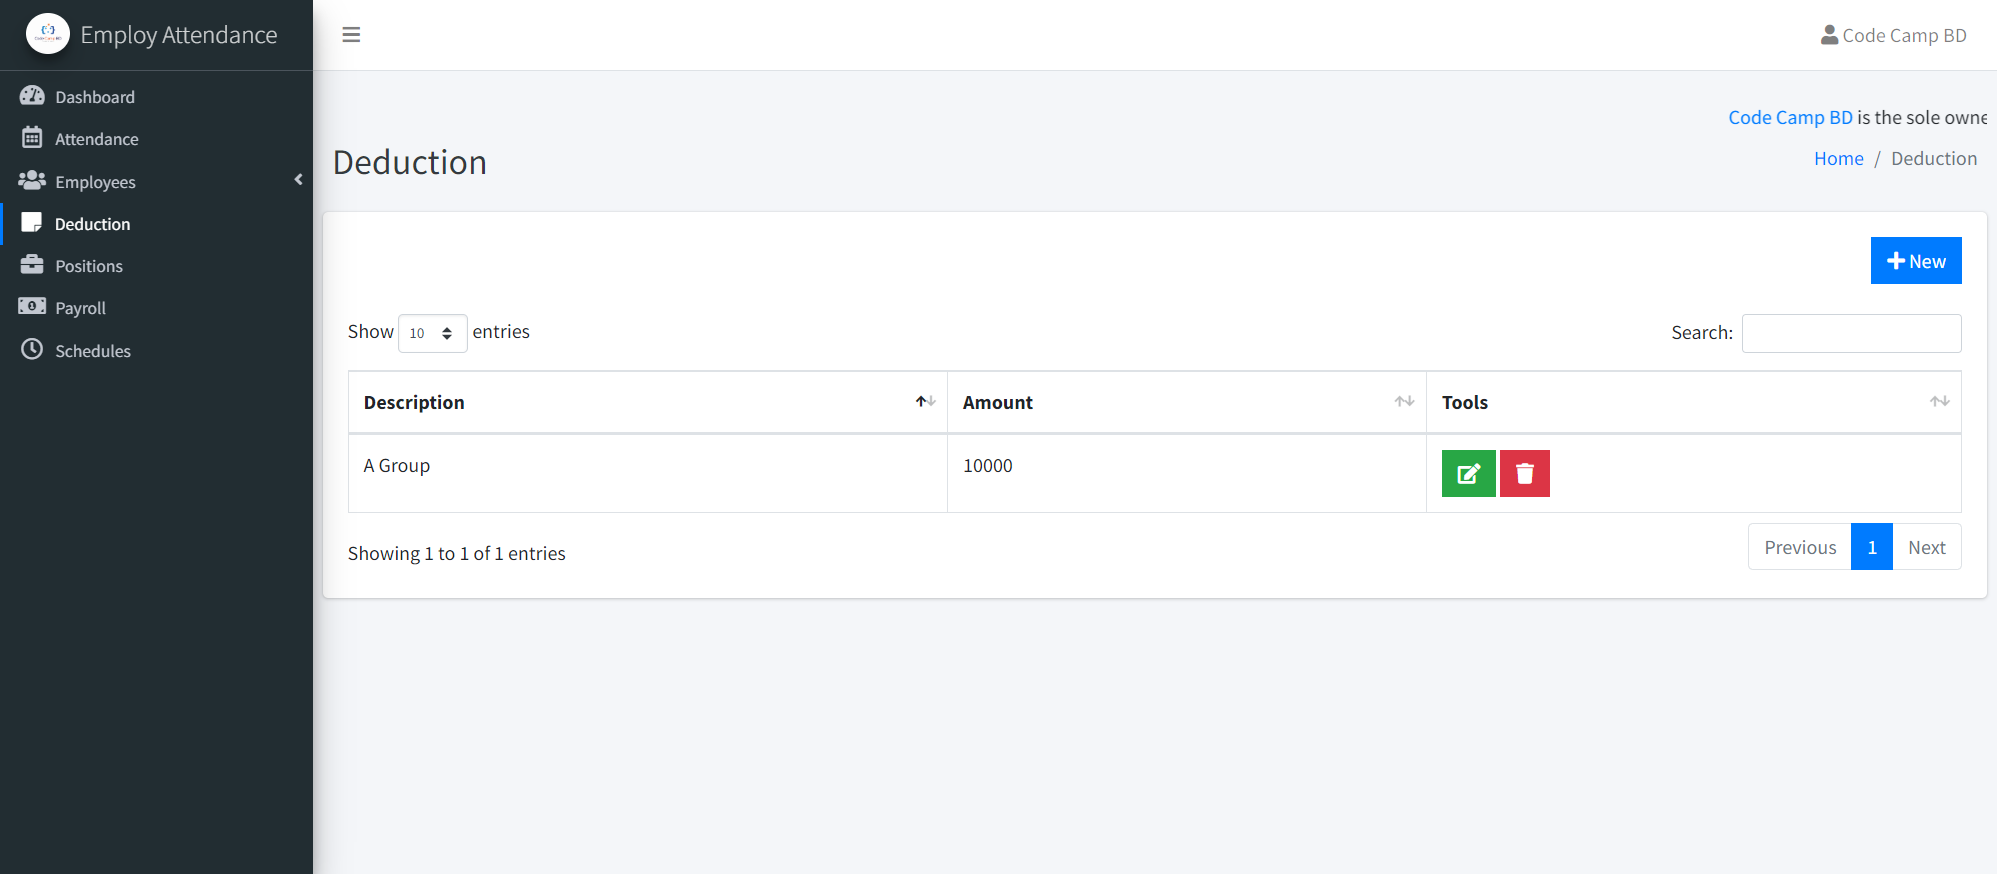 Employ Attendance
Code Camp BD
Dashboard
Attendance
Employees
Deduction
Positions
Payroll
Schedules
Code Camp BD is the sole owne
Deduction
Home / Deduction
New
Show 10 entries
Search:
Description Amount Tools
A Group 10000
Showing 1 to 1 of 1 entries
Previous 1 Next